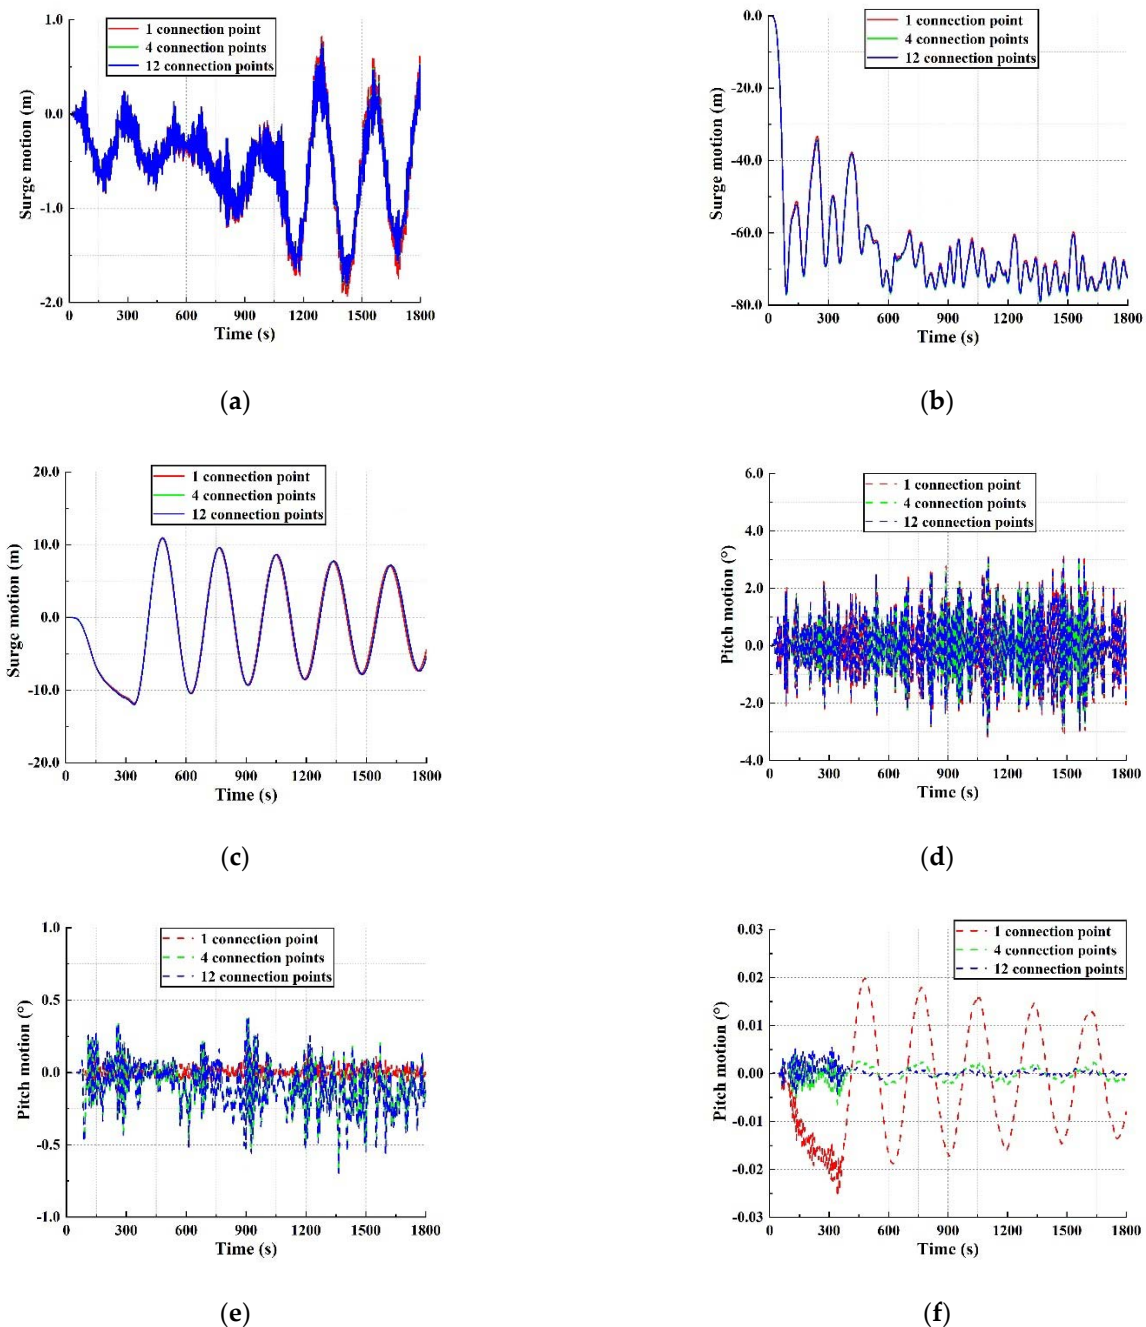 1.0
0.0
-1.0
-2.0
Surge motion (m)
1 connection point
4 connection points
12 connection points
0 300 600 900 1200 1500 1800
Time (s)
(a)
0.0
-20.0
-40.0
-60.0
-80.0
Surge motion (m)
1 connection point
4 connections
12 connection points
0 300 600 900 1200 1500 1800
Time (s)
(b)
20.0
10.0
0.0
-10.0
-20.0
Surge motion (m)
1 connection point
4 connection points
12 connection points
0 300 600 900 1200 1500 1800
Time (s)
(c)
6.0
4.0
2.0
0.0
-2.0
-4.0
Pitch motion (°)
1 connection point
4 connection points
12 connection points
0 300 600 900 1200 1500 1800
Time (s)
(d)
1.0
0.5
0.0
-0.5
-1.0
Pitch motion (°)
1 connection point
4 connection points
12 connection points
0 300 600 900 1200 1500 1800
Time (s)
(e)
0.03
0.02
0.01
0.00
-0.01
-0.02
-0.03
Pitch motion (°)
1 connection point
4 connection points
12 connection points
0 300 600 900 1200 1500 1800
Time (s)
(f)